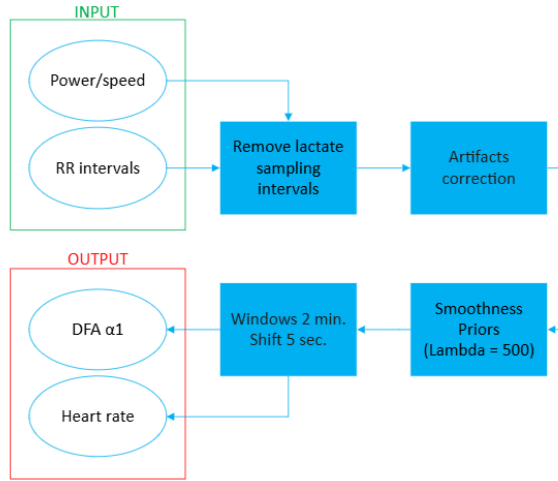 INPUT
Power/speed
RR intervals
Remove lactate
sampling
intervals
Artifacts
correction
OUTPUT
DFA α1
Heart rate
Windows 2 min.
Shift 5 sec.
Smoothness
Priors
(Lambda = 500)